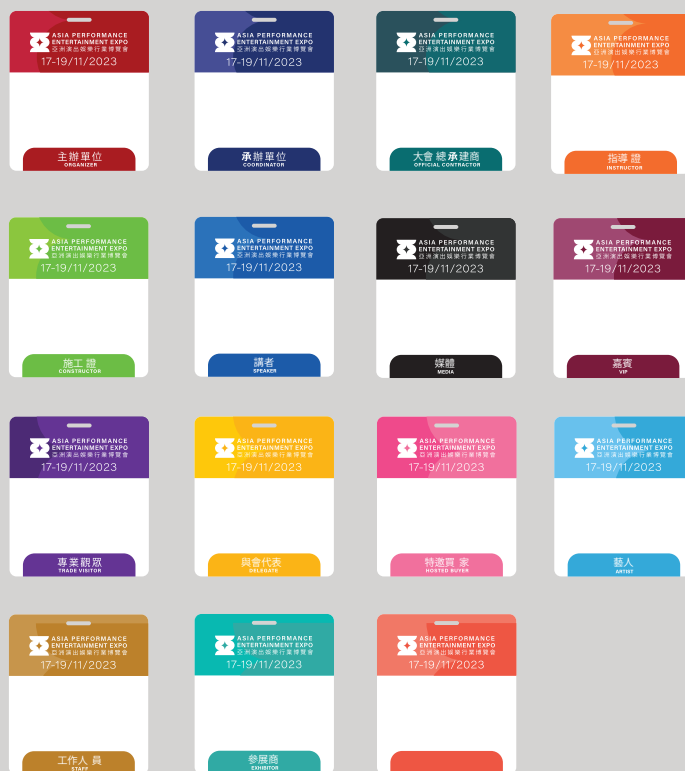 ASIA PERFORMANCE
ENTERTAINMENT EXPO
亞洲演出娛樂行業博覽會
17-19/11/2023
主辦單位
ORGANIZER
ASIA PERFORMANCE
ENTERTAINMENT EXPO
亞洲演出娛樂行業博覽會
17-19/11/2023
承辦單位
COORDINATOR
ASIA PERFORMANCE
ENTERTAINMENT EXPO
亞洲演出娛樂行業博覽會
17-19/11/2023
大會總承建商
OFFICIAL CONTRACTOR
ASIA PERFORMANCE
ENTERTAINMENT EXPO
亞洲演出娛樂行業博覽會
17-19/11/2023
指導 證
INSTRUCTOR
ASIA PERFORMANCE
ENTERTAINMENT EXPO
亞洲演出娛樂行業博覽會
17-19/11/2023
施工 證
CONSTRUCTOR
ASIA PERFORMANCE
ENTERTAINMENT EXPO
亞洲演出娛樂行業博覽會
17-19/11/2023
講者
SPEAKER
ASIA PERFORMANCE
ENTERTAINMENT EXPO
亞洲演出娛樂行業博覽會
17-19/11/2023
媒體
MEDIA
ASIA PERFORMANCE
ENTERTAINMENT EXPO
亞洲演出娛樂行業博覽會
17-19/11/2023
嘉賓
VIP
ASIA PERFORMANCE
ENTERTAINMENT EXPO
亞洲演出娛樂行業博覽會
17-19/11/2023
專業觀眾
TRADE VISITOR
ASIA PERFORMANCE
ENTERTAINMENT EXPO
亞洲演出娛樂行業博覽會
17-19/11/2023
與會代表
DELEGATE
ASIA PERFORMANCE
ENTERTAINMENT EXPO
亞洲演出娛樂行業博覽會
17-19/11/2023
特邀買 家
HOSTED BUYER
ASIA PERFORMANCE
ENTERTAINMENT EXPO
亞洲演出娛樂行業博覽會
17-19/11/2023
藝人
ARTIST
ASIA PERFORMANCE
ENTERTAINMENT EXPO
亞洲演出娛樂行業博覽會
17-19/11/2023
工作人 員
STAFF
ASIA PERFORMANCE
ENTERTAINMENT EXPO
亞洲演出娛樂行業博覽會
17-19/11/2023
參展商
EXHIBITOR
ASIA PERFORMANCE
ENTERTAINMENT EXPO
亞洲演出娛樂行業博覽會
17-19/11/2023